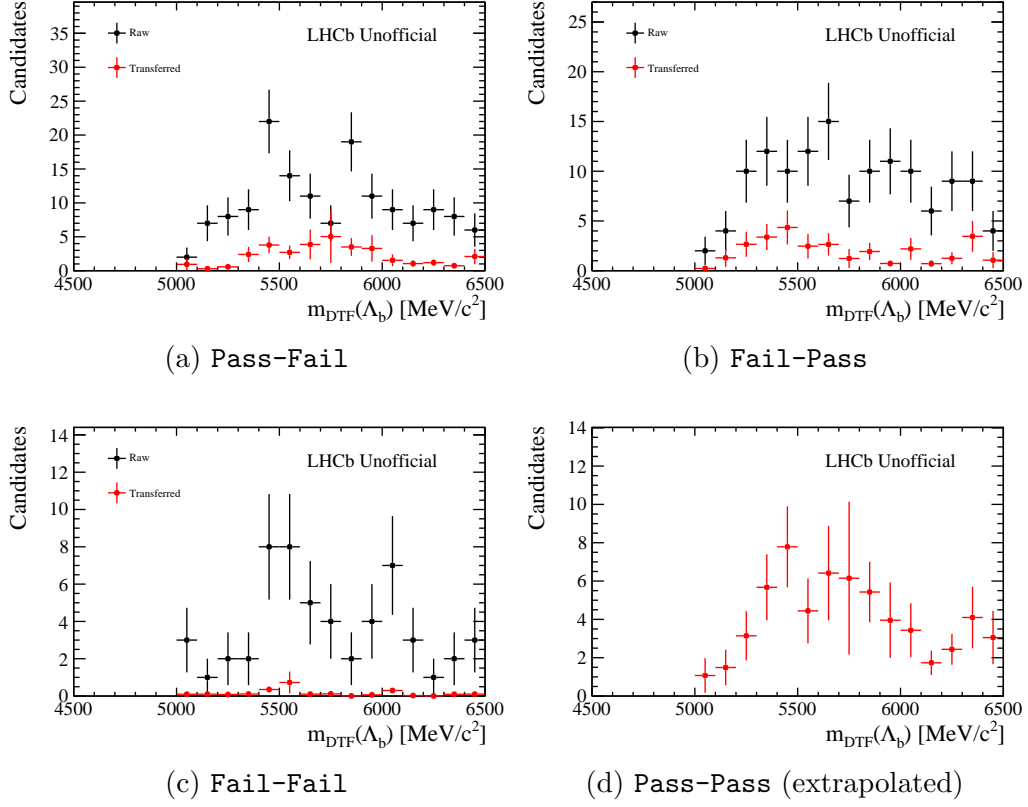 Candidates
35
30
25
20
15
10
5
0
Raw
Transferred
LHCb Unofficial
4500 5000 5500 6000 6500
m_DTF(Λ_b) [MeV/c²]
(a) Pass-Fail
Candidates
25
20
15
10
5
0
Raw
Transferred
LHCb Unofficial
4500 5000 5500 6000 6500
m_DTF(Λ_b) [MeV/c²]
(b) Fail-Pass
Candidates
14
12
10
8
6
4
2
0
Raw
Transferred
LHCb Unofficial
4500 5000 5500 6000 6500
m_DTF(Λ_b) [MeV/c²]
(c) Fail-Fail
Candidates
14
12
10
8
6
4
2
0
LHCb Unofficial
4500 5000 5500 6000 6500
m_DTF(Λ_b) [MeV/c²]
(d) Pass-Pass (extrapolated)